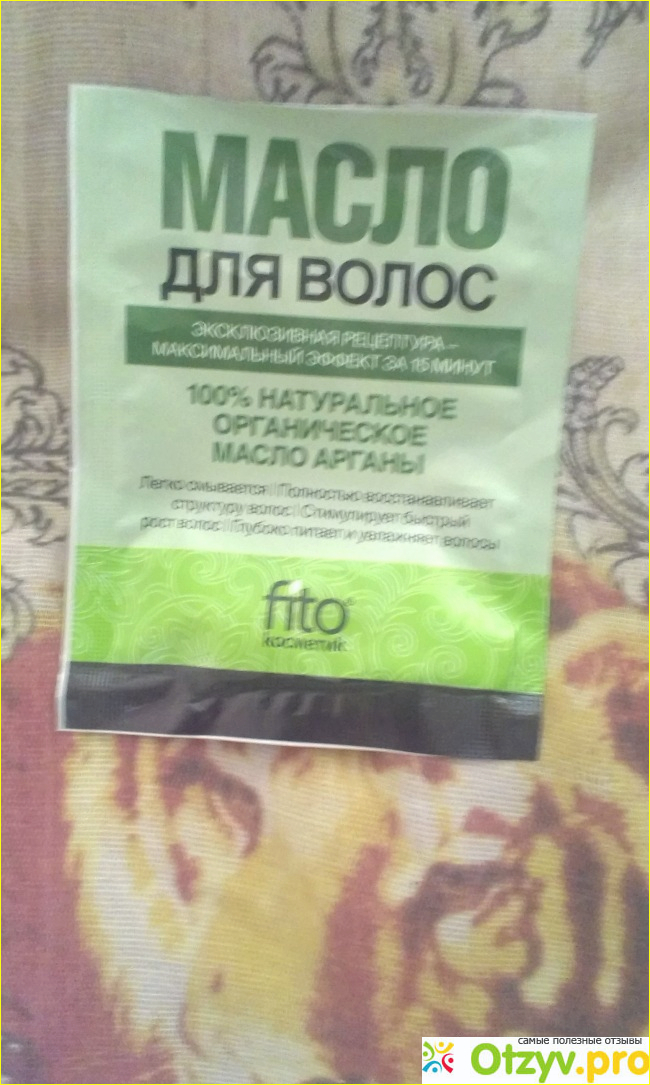 МАСЛО
ДЛЯ ВОЛОС
ЭКСКЛЮЗИВНАЯ РЕЦЕПТУРА –
МАКСИМАЛЬНЫЙ ЭФФЕКТ ЗА 15 МИНУТ
100% НАТУРАЛЬНОЕ
ОРГАНИЧЕСКОЕ
МАСЛО АРГАНЫ
Легко смывается | Полностью восстанавливает
структуру волос | Стимулирует быстрый
рост волос | Глубоко питает и увлажняет волосы
fito®
косметик
самые полезные отзывы
Otzyv.pro